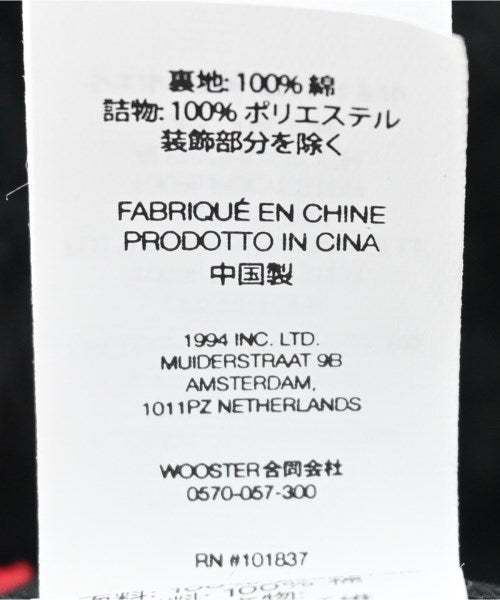 裏地: 100% 綿
詰物: 100% ポリエステル
装飾部分を除く
FABRIQUÉ EN CHINE
PRODOTTO IN CINA
中国製
1994 INC. LTD.
MUIDERSTRAAT 9B
AMSTERDAM,
1011PZ NETHERLANDS
WOOSTER合同会社
0570-057-300
RN #101837